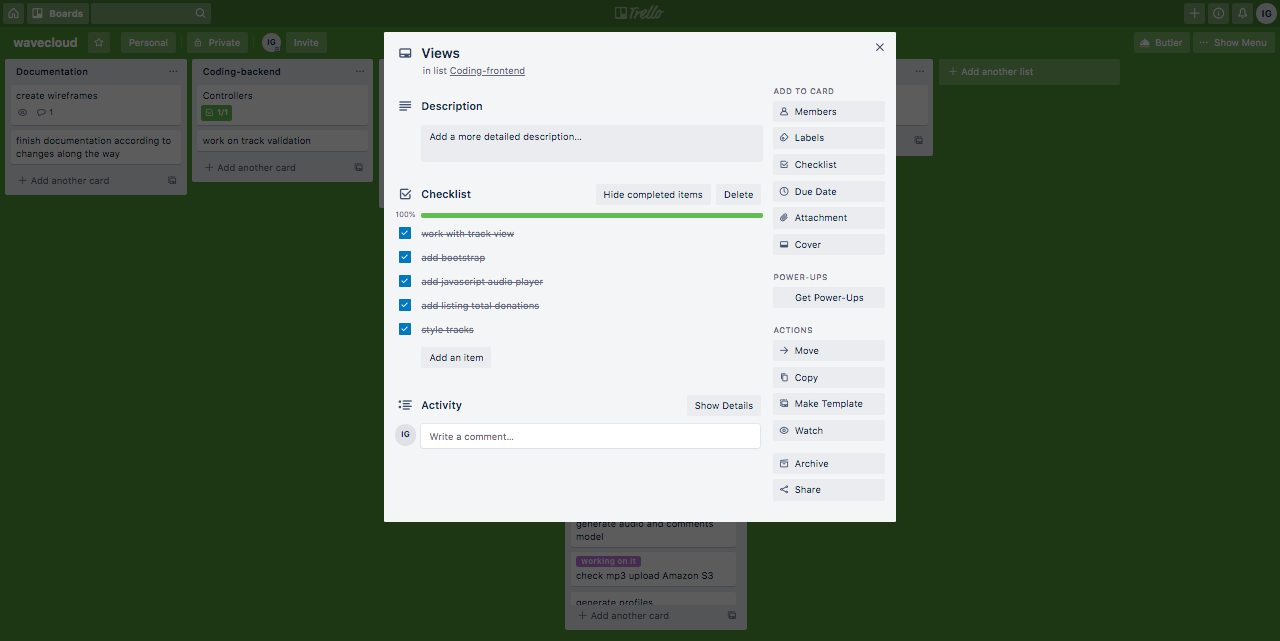 Boards
Trello
IG
wavecloud
Personal
Private
IG
Invite
Butler
Show Menu
Documentation
create wireframes
1
finish documentation according to
changes along the way
Add another card
Coding-backend
Controllers
1/1
work on track validation
Add another card
Add another list
Views
in list Coding-frontend
Description
Add a more detailed description...
Checklist
Hide completed items
Delete
100%
work with track view
add bootstrap
add javascript audio player
add listing total donations
style tracks
Add an item
Activity
Show Details
IG
Write a comment...
ADD TO CARD
Members
Labels
Checklist
Due Date
Attachment
Cover
POWER-UPS
Get Power-Ups
ACTIONS
Move
Copy
Make Template
Watch
Archive
Share
generate audio and comments
model
working on it
check mp3 upload Amazon S3
generate profiles
Add another card